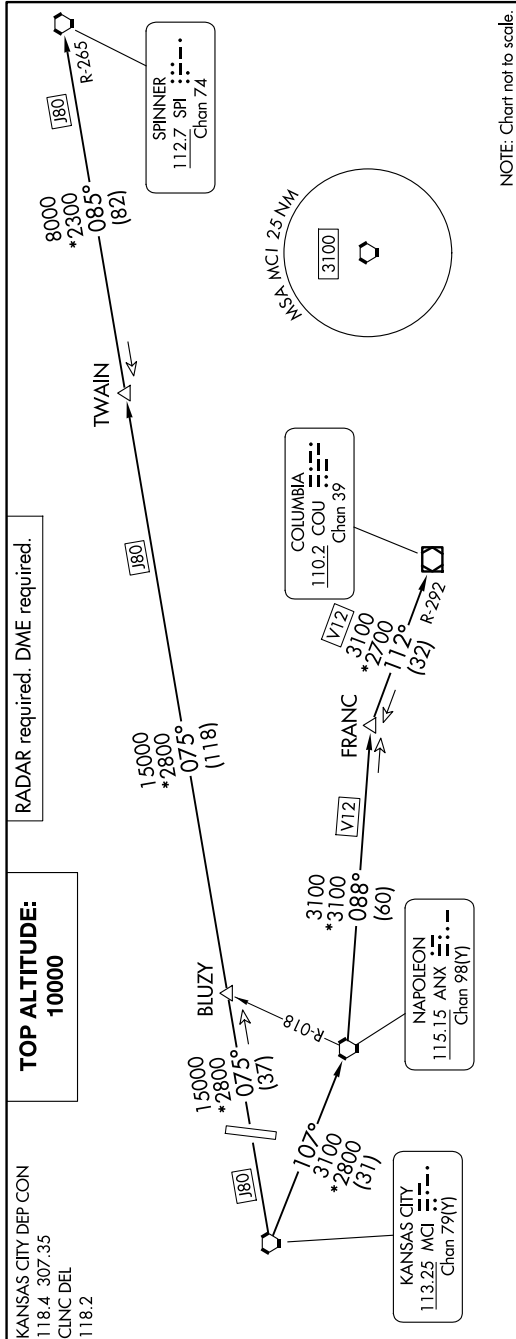 KANSAS CITY DEP CON
118.4 307.35
CLNC DEL
118.2
TOP ALTITUDE:
10000
RADAR required. DME required.
J80
15000
*2800
075°
(37)
BLUZY
15000
*2800
075°
(118)
J80
TWAIN
8000
*2300
085°
(82)
J80
R-265
SPINNER
112.7 SPI
Chan 74
KANSAS CITY
113.25 MCI
Chan 79(Y)
107°
3100
*2800
(31)
R-018
NAPOLEON
115.15 ANX
Chan 98(Y)
3100
*3100
088°
(60)
V12
FRANC
V12
3100
*2700
112°
(32)
R-292
COLUMBIA
110.2 COU
Chan 39
MSA MCI 25 NM
3100
NOTE: Chart not to scale.